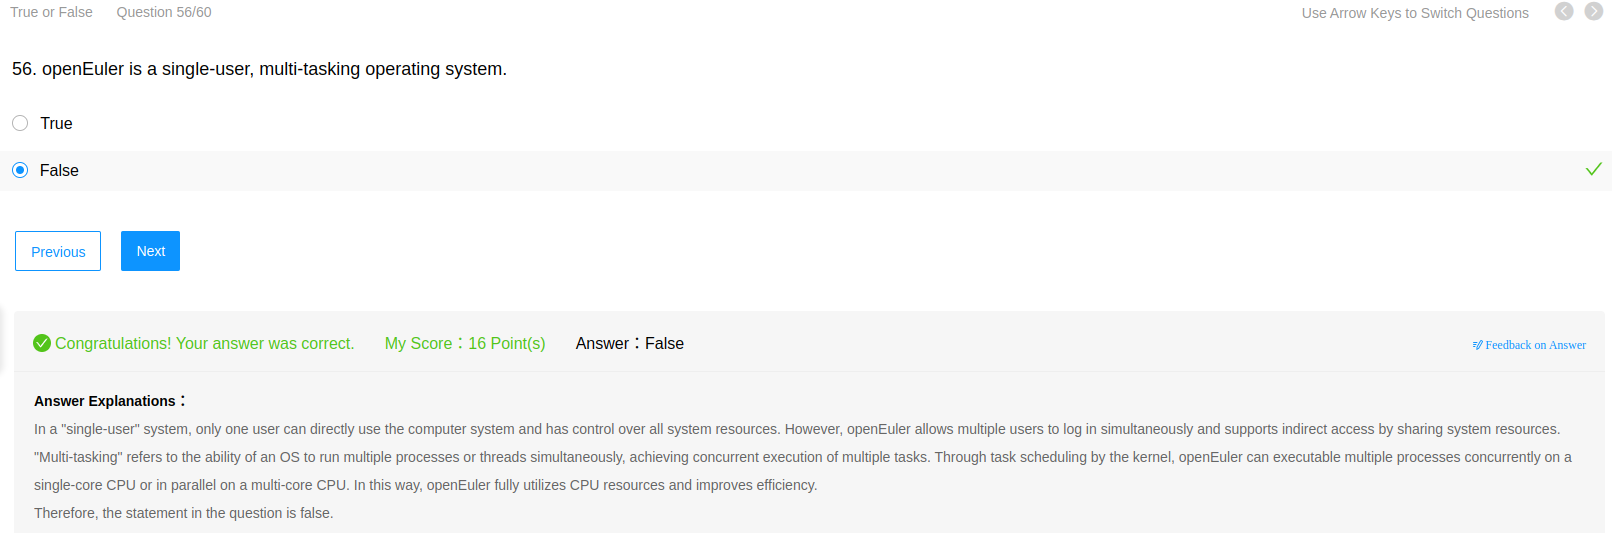 True or False Question 56/60 Use Arrow Keys to Switch Questions
56. openEuler is a single-user, multi-tasking operating system.
True
False
Previous Next
Congratulations! Your answer was correct. My Score：16 Point(s) Answer：False Feedback on Answer
Answer Explanations：
In a "single-user" system, only one user can directly use the computer system and has control over all system resources. However, openEuler allows multiple users to log in simultaneously and supports indirect access by sharing system resources.
"Multi-tasking" refers to the ability of an OS to run multiple processes or threads simultaneously, achieving concurrent execution of multiple tasks. Through task scheduling by the kernel, openEuler can executable multiple processes concurrently on a
single-core CPU or in parallel on a multi-core CPU. In this way, openEuler fully utilizes CPU resources and improves efficiency.
Therefore, the statement in the question is false.